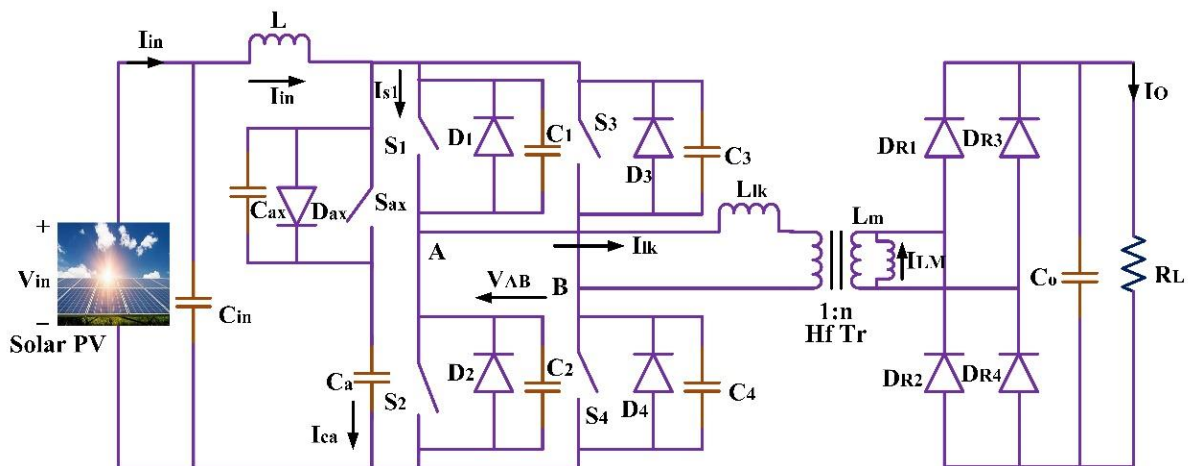 L
Iin
Iin
Is1
S1
D1
C1
S3
D3
C3
Cax
Dax
Sax
Llk
Lm
DR1
DR3
IO
A
Ilk
ILM
+
Vin
−
Solar PV
Cin
VAB
B
1:n
Hf Tr
Co
RL
Ca
S2
D2
C2
S4
D4
C4
DR2
DR4
Ica